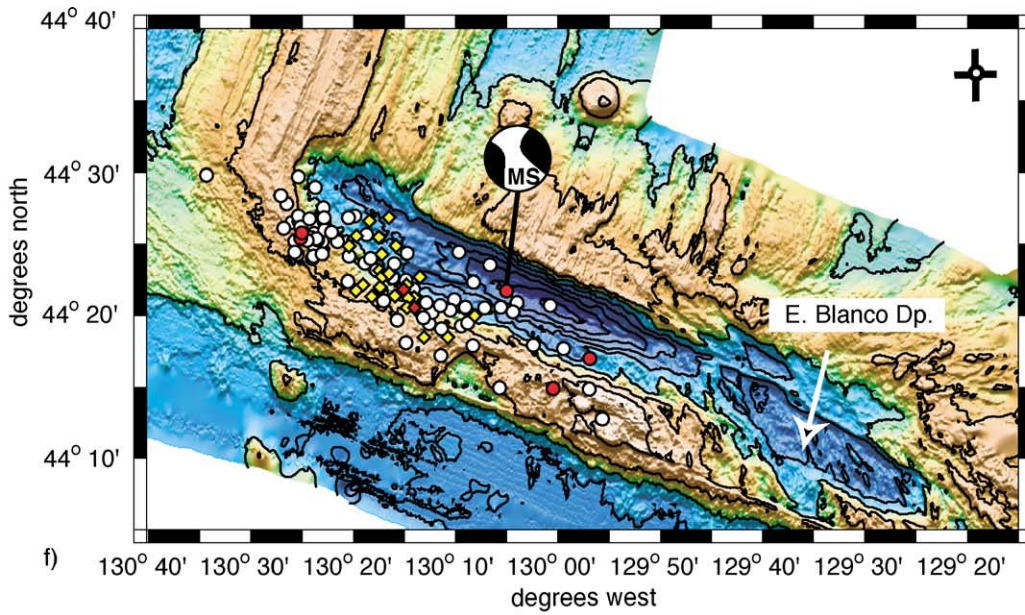 44° 40'
44° 30'
MS
degrees north
44° 20'
E. Blanco Dp.
44° 10'
f)
130° 40' 130° 30' 130° 20' 130° 10' 130° 00' 129° 50' 129° 40' 129° 30' 129° 20'
degrees west